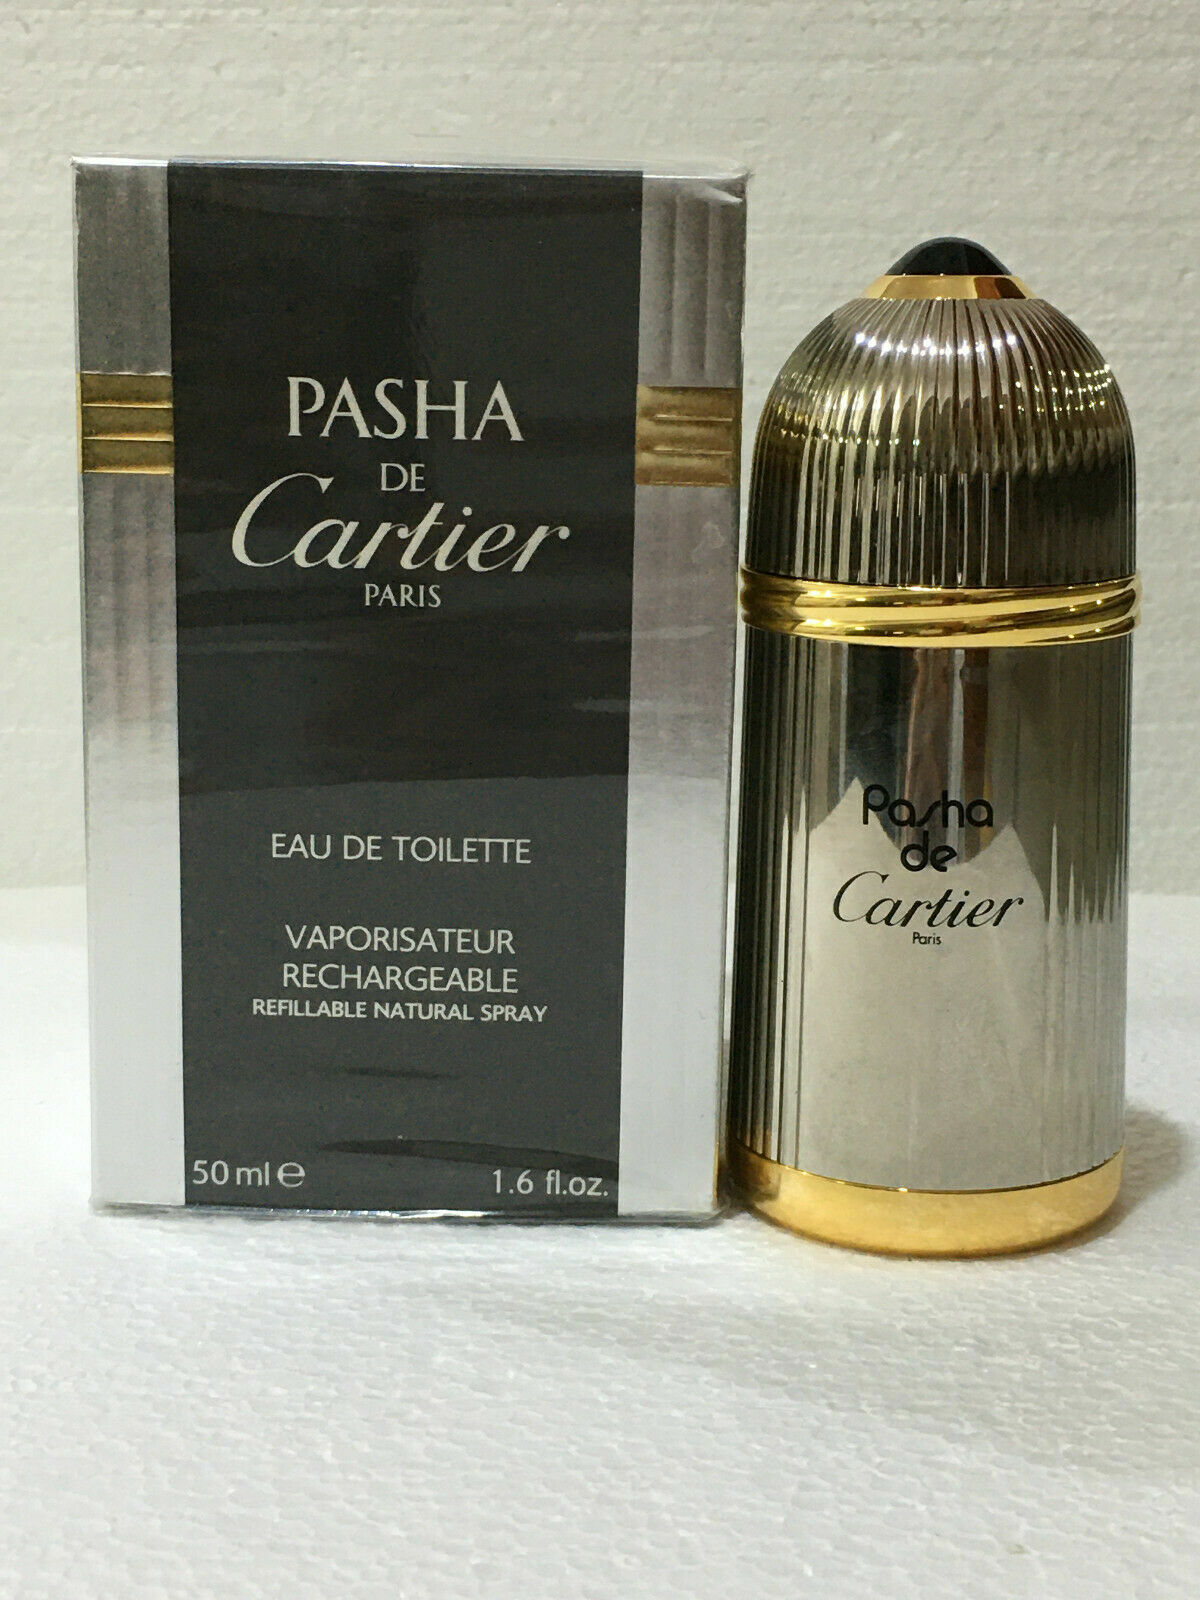 PASHA
DE
Cartier
PARIS
EAU DE TOILETTE
VAPORISATEUR
RECHARGEABLE
REFILLABLE NATURAL SPRAY
50 ml ℮
1.6 fl.oz.
Pasha
de
Cartier
Paris